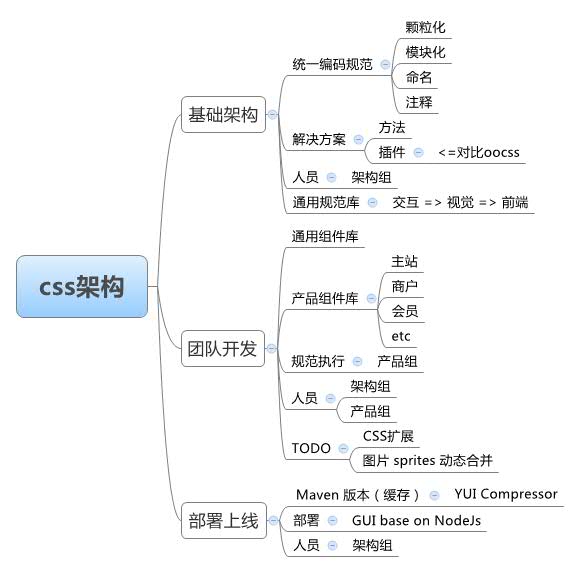 css架构
基础架构
统一编码规范
颗粒化
模块化
命名
注释
解决方案
方法
插件
<=对比oocss
人员
架构组
通用规范库
交互 => 视觉 => 前端
团队开发
通用组件库
产品组件库
主站
商户
会员
etc
规范执行
产品组
人员
架构组
产品组
TODO
CSS扩展
图片 sprites 动态合并
部署上线
Maven 版本（缓存）
YUI Compressor
部署
GUI base on NodeJs
人员
架构组